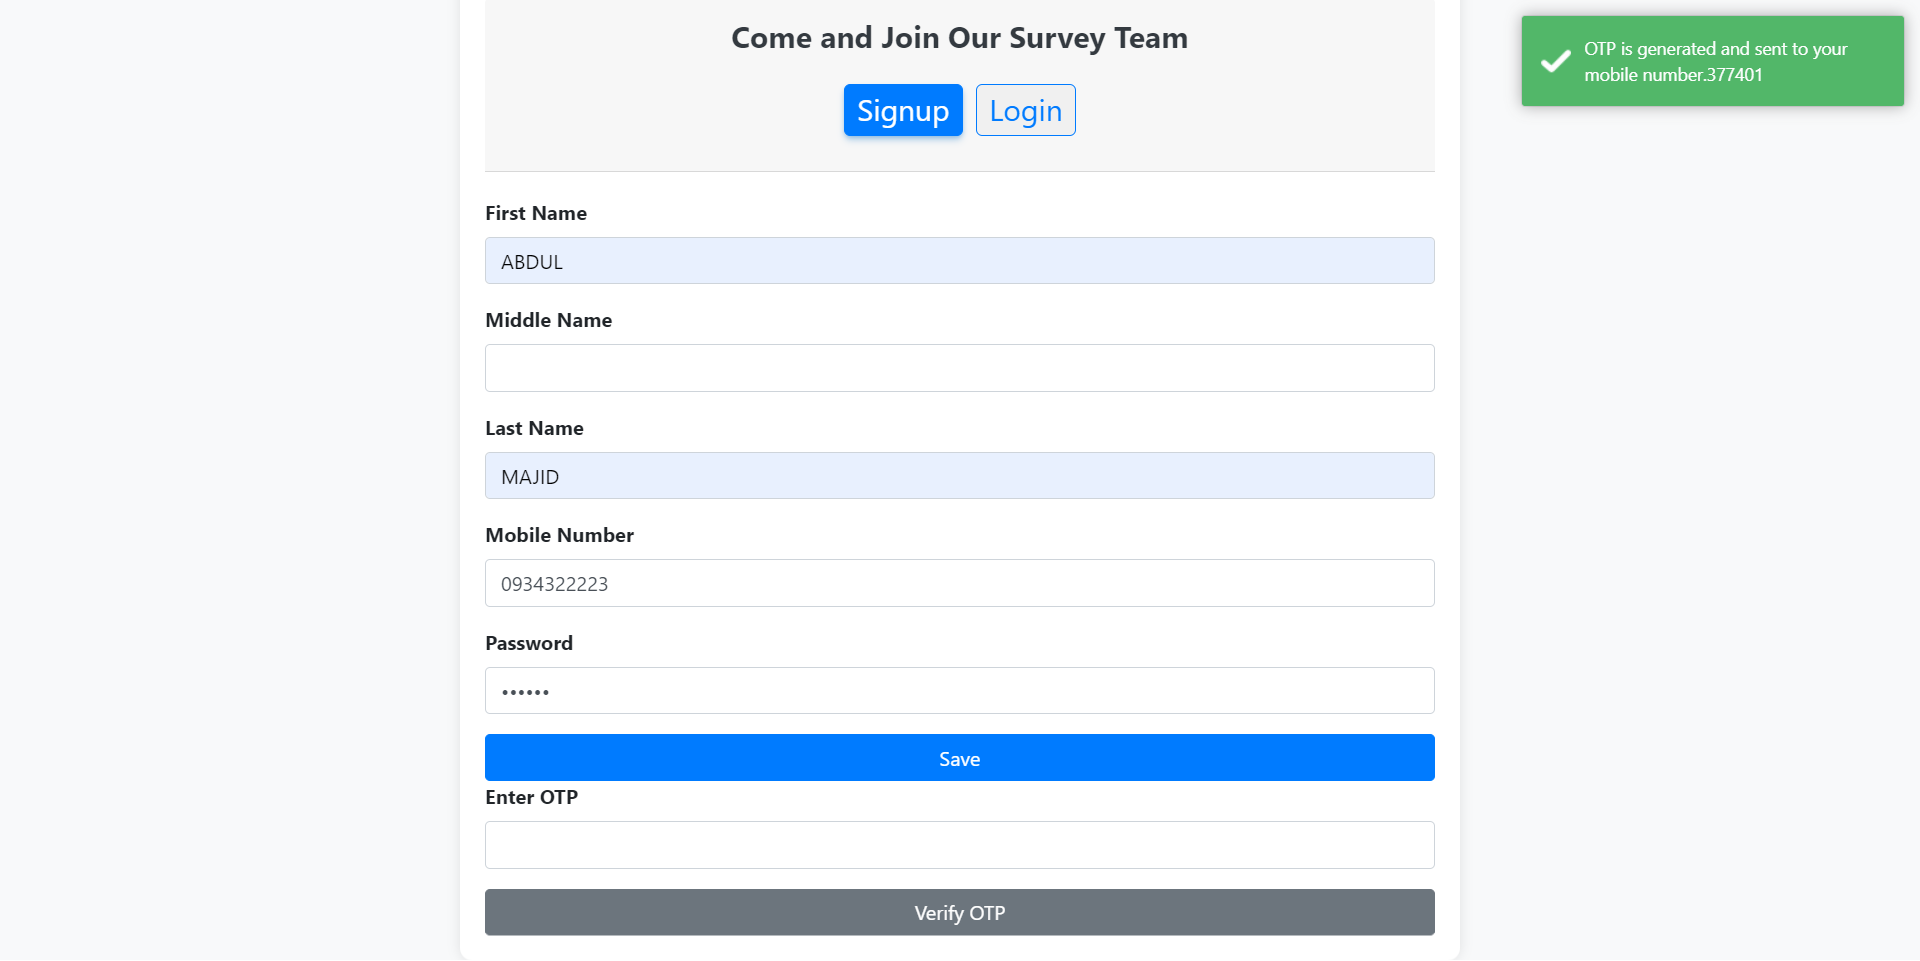 Come and Join Our Survey Team
Signup
Login
OTP is generated and sent to your
mobile number.377401
First Name
ABDUL
Middle Name
Last Name
MAJID
Mobile Number
0934322223
Password
••••••
Save
Enter OTP
Verify OTP